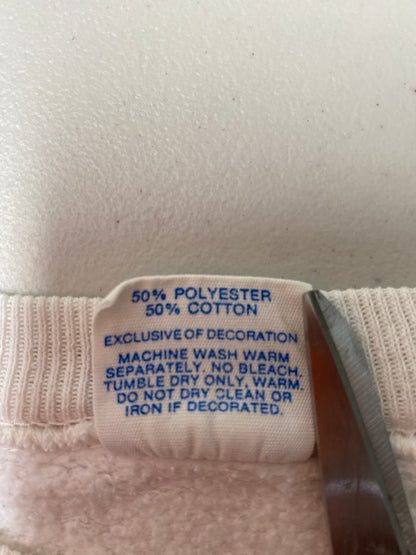 50% POLYESTER
50% COTTON
EXCLUSIVE OF DECORATION
MACHINE WASH WARM
SEPARATELY. NO BLEACH.
TUMBLE DRY ONLY, WARM.
DO NOT DRY CLEAN OR
IRON IF DECORATED.